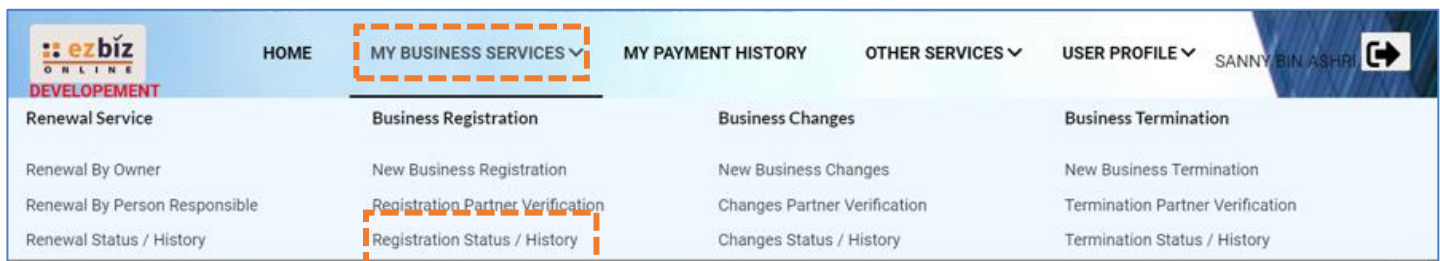 ezbiz
ONLINE
DEVELOPEMENT
HOME
MY BUSINESS SERVICES
MY PAYMENT HISTORY
OTHER SERVICES
USER PROFILE
SANNY BIN ASHRI
Renewal Service
Business Registration
Business Changes
Business Termination
Renewal By Owner
New Business Registration
New Business Changes
New Business Termination
Renewal By Person Responsible
Registration Partner Verification
Changes Partner Verification
Termination Partner Verification
Renewal Status / History
Registration Status / History
Changes Status / History
Termination Status / History